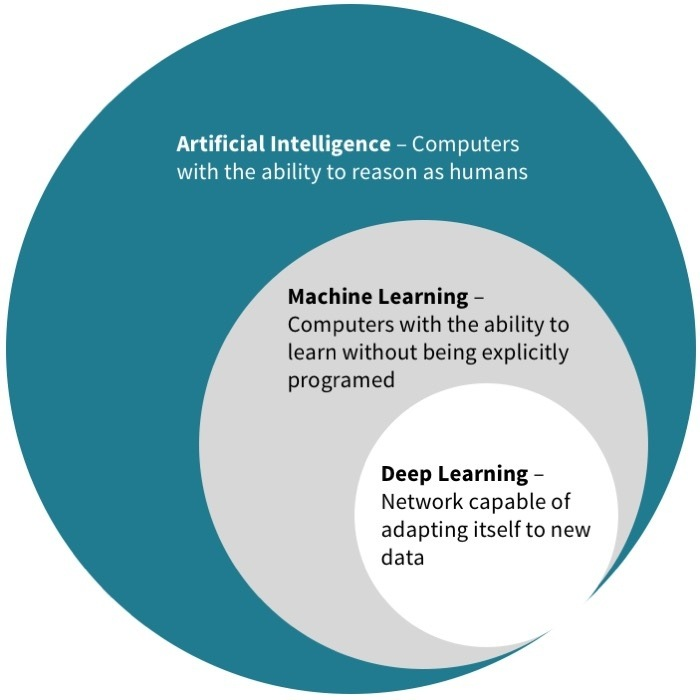 Artificial Intelligence – Computers
with the ability to reason as humans
Machine Learning –
Computers with the ability to
learn without being explicitly
programed
Deep Learning –
Network capable of
adapting itself to new
data